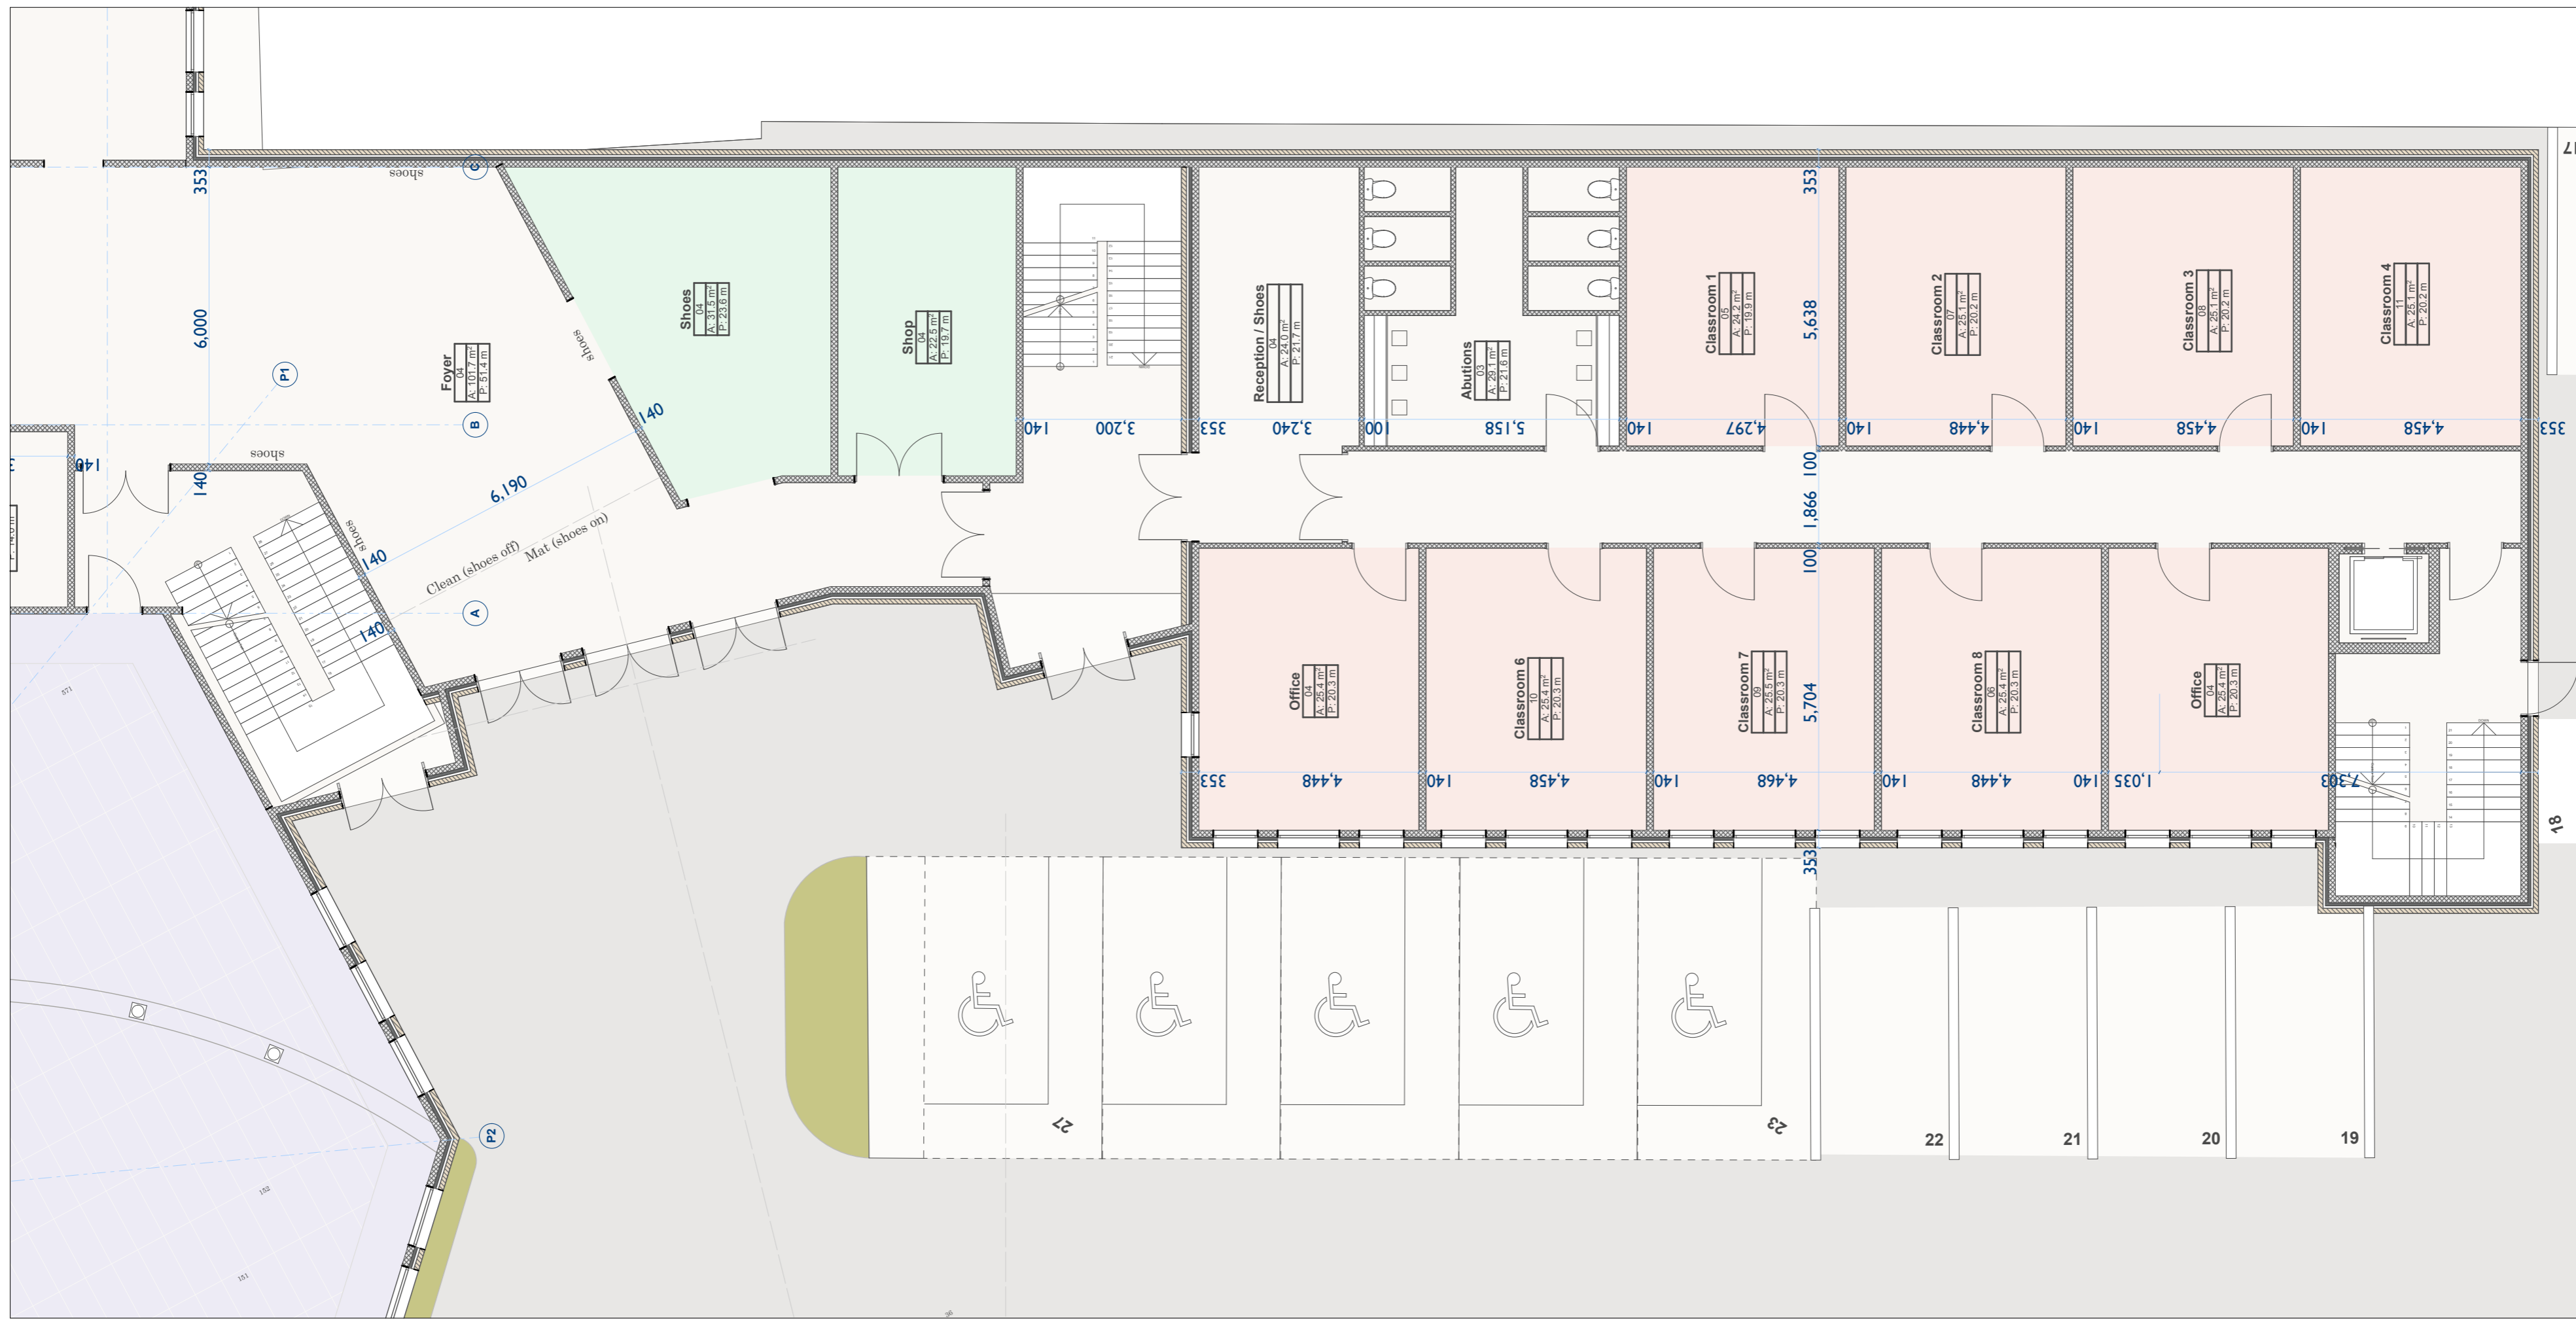 17
shoes
C
353
353
6,000
Foyer
04
A: 101.7 m²
P: 51.4 m
Shoes
04
A: 31.5 m²
P: 23.6 m
shoes
Shop
04
A: 22.5 m²
P: 19.7 m
Reception / Shoes
04
A: 24.0 m²
P: 21.7 m
Abutions
03
A: 29.1 m²
P: 21.6 m
Classroom 1
05
A: 24.2 m²
P: 19.9 m
5,638
Classroom 2
07
A: 25.1 m²
P: 20.2 m
Classroom 3
08
A: 25.1 m²
P: 20.2 m
Classroom 4
11
A: 25.1 m²
P: 20.2 m
P1
B
140
140
3,200
353
3,240
100
5,158
140
4,297
140
4,448
140
4,458
140
4,458
353
shoes
140
140
6,190
100
1,866
100
shoes
140
Clean (shoes off)
Mat (shoes on)
A
140
Office
04
A: 25.4 m²
P: 20.3 m
Classroom 6
10
A: 25.4 m²
P: 20.3 m
Classroom 7
09
A: 25.5 m²
P: 20.3 m
5,704
Classroom 8
06
A: 25.4 m²
P: 20.3 m
Office
04
A: 25.4 m²
P: 20.3 m
353
4,448
140
4,458
140
4,468
140
4,448
140
1,035
7,303
353
18
571
27
23
22
21
20
19
P2
152
151
36